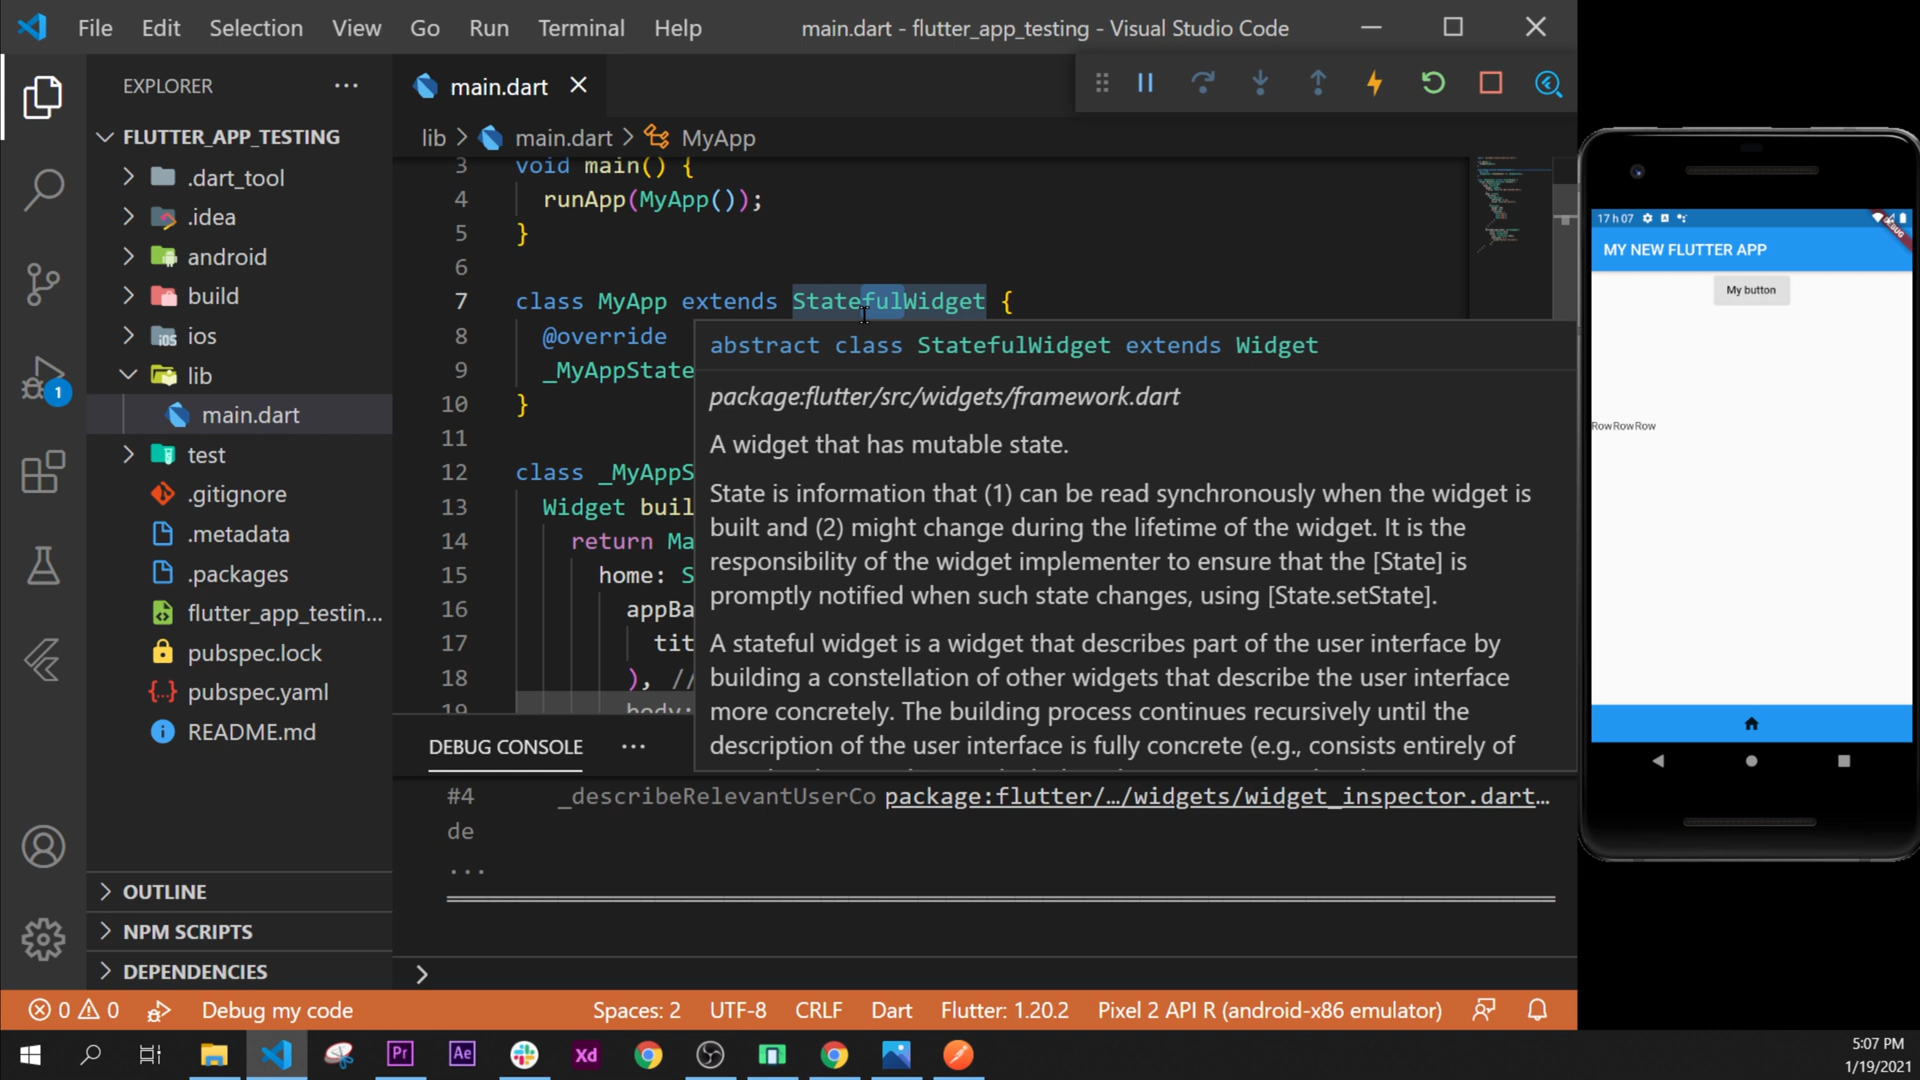 File Edit Selection View Go Run Terminal Help main.dart - flutter_app_testing - Visual Studio Code
EXPLORER
FLUTTER_APP_TESTING
.dart_tool
.idea
android
build
ios
lib
main.dart
test
.gitignore
.metadata
.packages
flutter_app_testin...
pubspec.lock
pubspec.yaml
README.md
OUTLINE
NPM SCRIPTS
DEPENDENCIES
1
main.dart
lib > main.dart > MyApp
3 void main() {
4 runApp(MyApp());
5 }
6
7 class MyApp extends StatefulWidget {
8 @override
9 _MyAppState
10 }
11
12 class _MyAppS
13 Widget buil
14 return Ma
15 home: S
16 appBa
17 tit
18 ), //
19 body:
abstract class StatefulWidget extends Widget
package:flutter/src/widgets/framework.dart
A widget that has mutable state.
State is information that (1) can be read synchronously when the widget is
built and (2) might change during the lifetime of the widget. It is the
responsibility of the widget implementer to ensure that the [State] is
promptly notified when such state changes, using [State.setState].
A stateful widget is a widget that describes part of the user interface by
building a constellation of other widgets that describe the user interface
more concretely. The building process continues recursively until the
description of the user interface is fully concrete (e.g., consists entirely of
DEBUG CONSOLE
#4 _describeRelevantUserCo package:flutter/…/widgets/widget_inspector.dart…
de
...
17 h 07
DEBUG
MY NEW FLUTTER APP
My button
RowRowRow
0 0 Debug my code Spaces: 2 UTF-8 CRLF Dart Flutter: 1.20.2 Pixel 2 API R (android-x86 emulator)
Pr Ae Xd
5:07 PM
1/19/2021